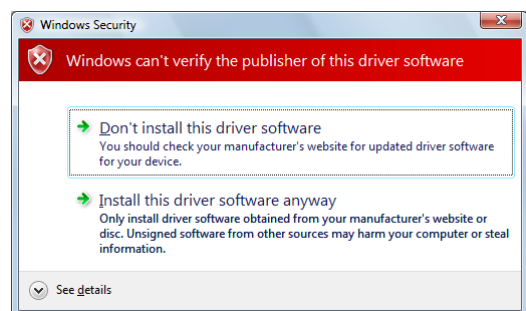 Windows Security
Windows can't verify the publisher of this driver software
Don't install this driver software
You should check your manufacturer's website for updated driver software
for your device.
Install this driver software anyway
Only install driver software obtained from your manufacturer's website or
disc. Unsigned software from other sources may harm your computer or steal
information.
See details